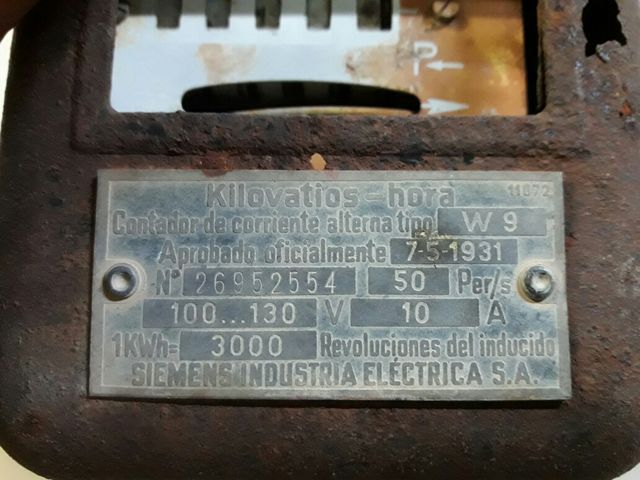 P
Kilovatios-hora
11072
Contador de corriente alterna tipo W 9
Aprobado oficialmente 7-5-1931
Nº 26952554 50 Per/s
100...130 V 10 A
1KWh= 3000 Revoluciones del inducido
SIEMENS INDUSTRIA ELÉCTRICA S.A.